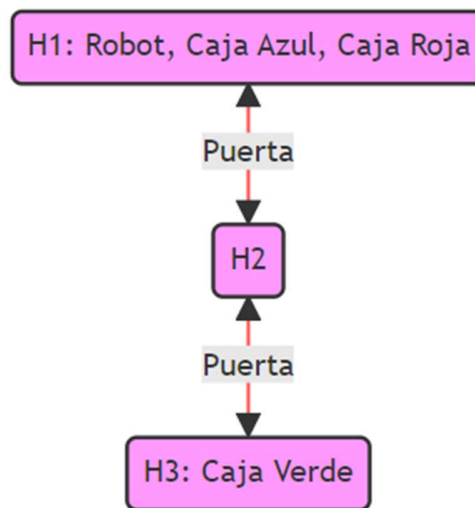 H1: Robot, Caja Azul, Caja Roja
Puerta
H2
Puerta
H3: Caja Verde